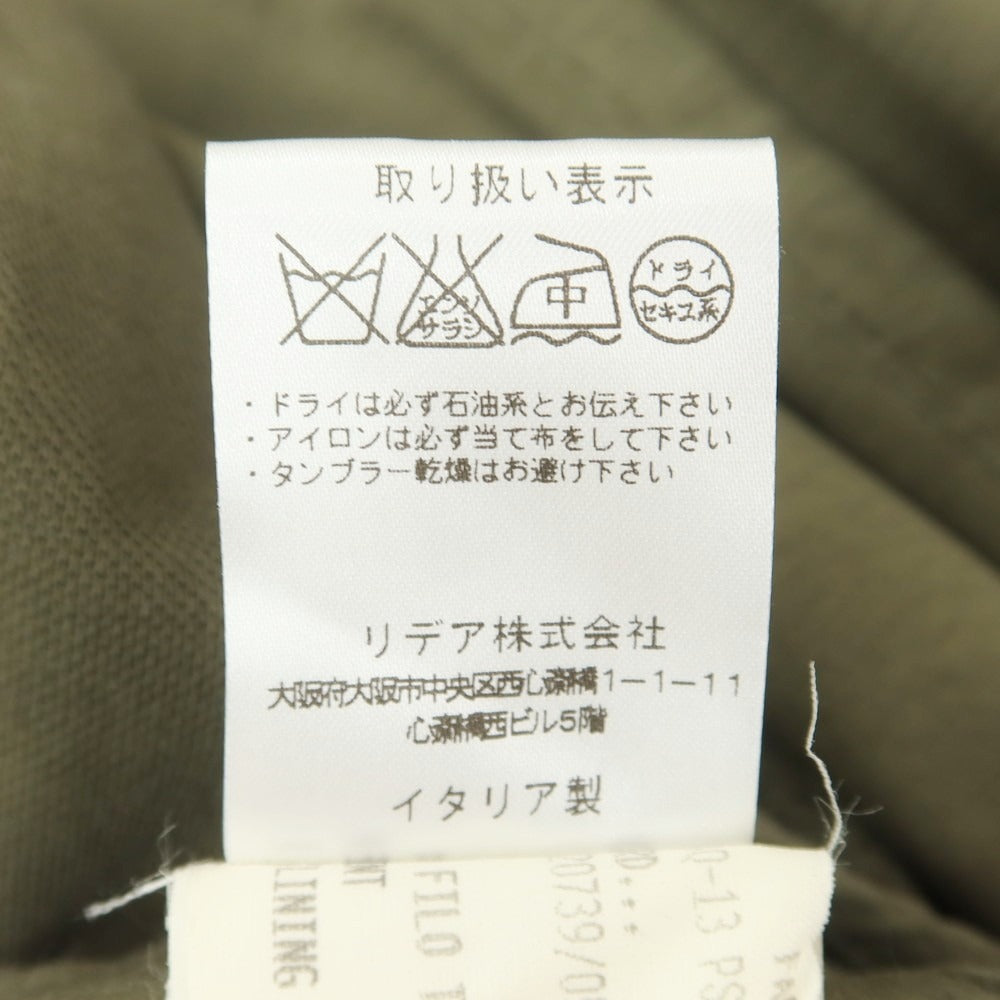 取り扱い表示
エンソ
サラシ
中
ドライ
セキユ系
・ドライは必ず石油系とお伝え下さい
・アイロンは必ず当て布をして下さい
・タンブラー乾燥はお避け下さい
リデア株式会社
大阪府大阪市中央区西心斎橋1-1-11
心斎橋西ビル5階
イタリア製
LINING
FILO
00739/0
Q-13 PS